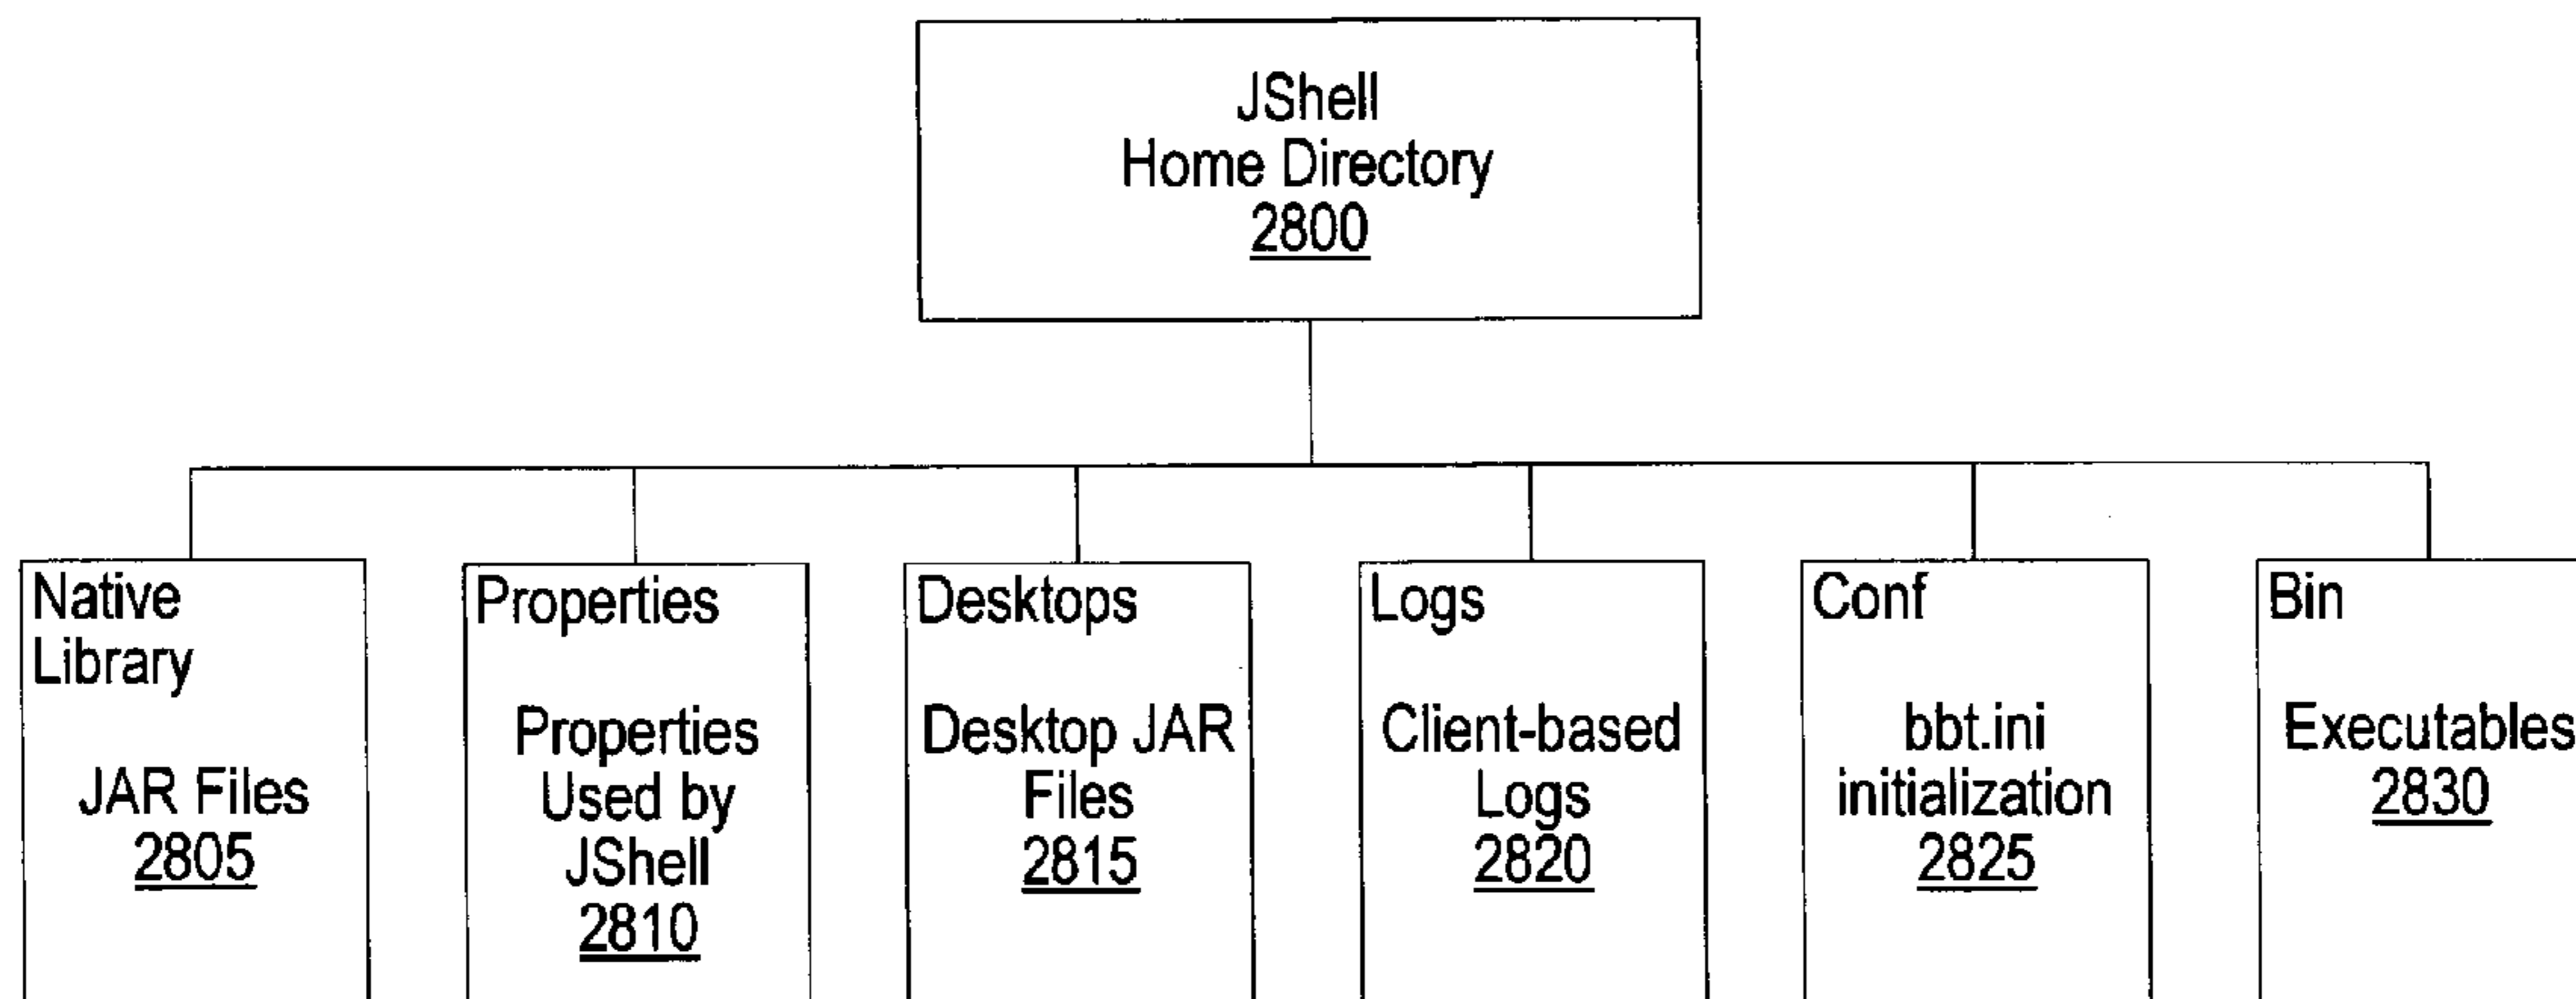 JShell
Home Directory
2800
Native
Library
JAR Files
2805
Properties
Properties
Used by
JShell
2810
Desktops
Desktop JAR
Files
2815
Logs
Client-based
Logs
2820
Conf
bbt.ini
initialization
2825
Bin
Executables
2830